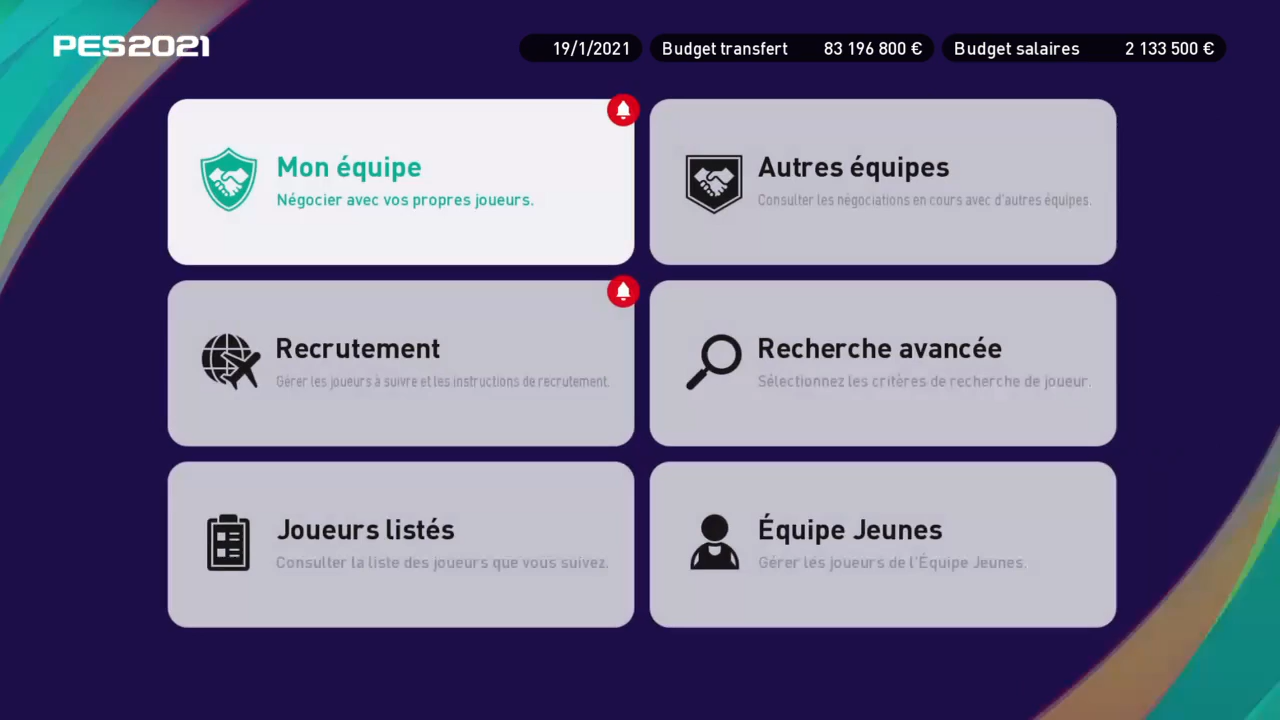 PES2021
19/1/2021 Budget transfert 83 196 800 € Budget salaires 2 133 500 €
Mon équipe
Négocier avec vos propres joueurs.
Autres équipes
Consulter les négociations en cours avec d'autres équipes.
Recrutement
Gérer les joueurs à suivre et les instructions de recrutement.
Recherche avancée
Sélectionnez les critères de recherche de joueur.
Joueurs listés
Consulter la liste des joueurs que vous suivez.
Équipe Jeunes
Gérer les joueurs de l'Équipe Jeunes.